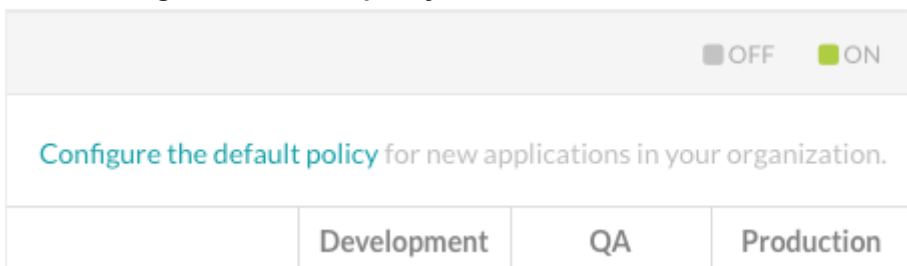 OFF ON
Configure the default policy for new applications in your organization.
Development QA Production